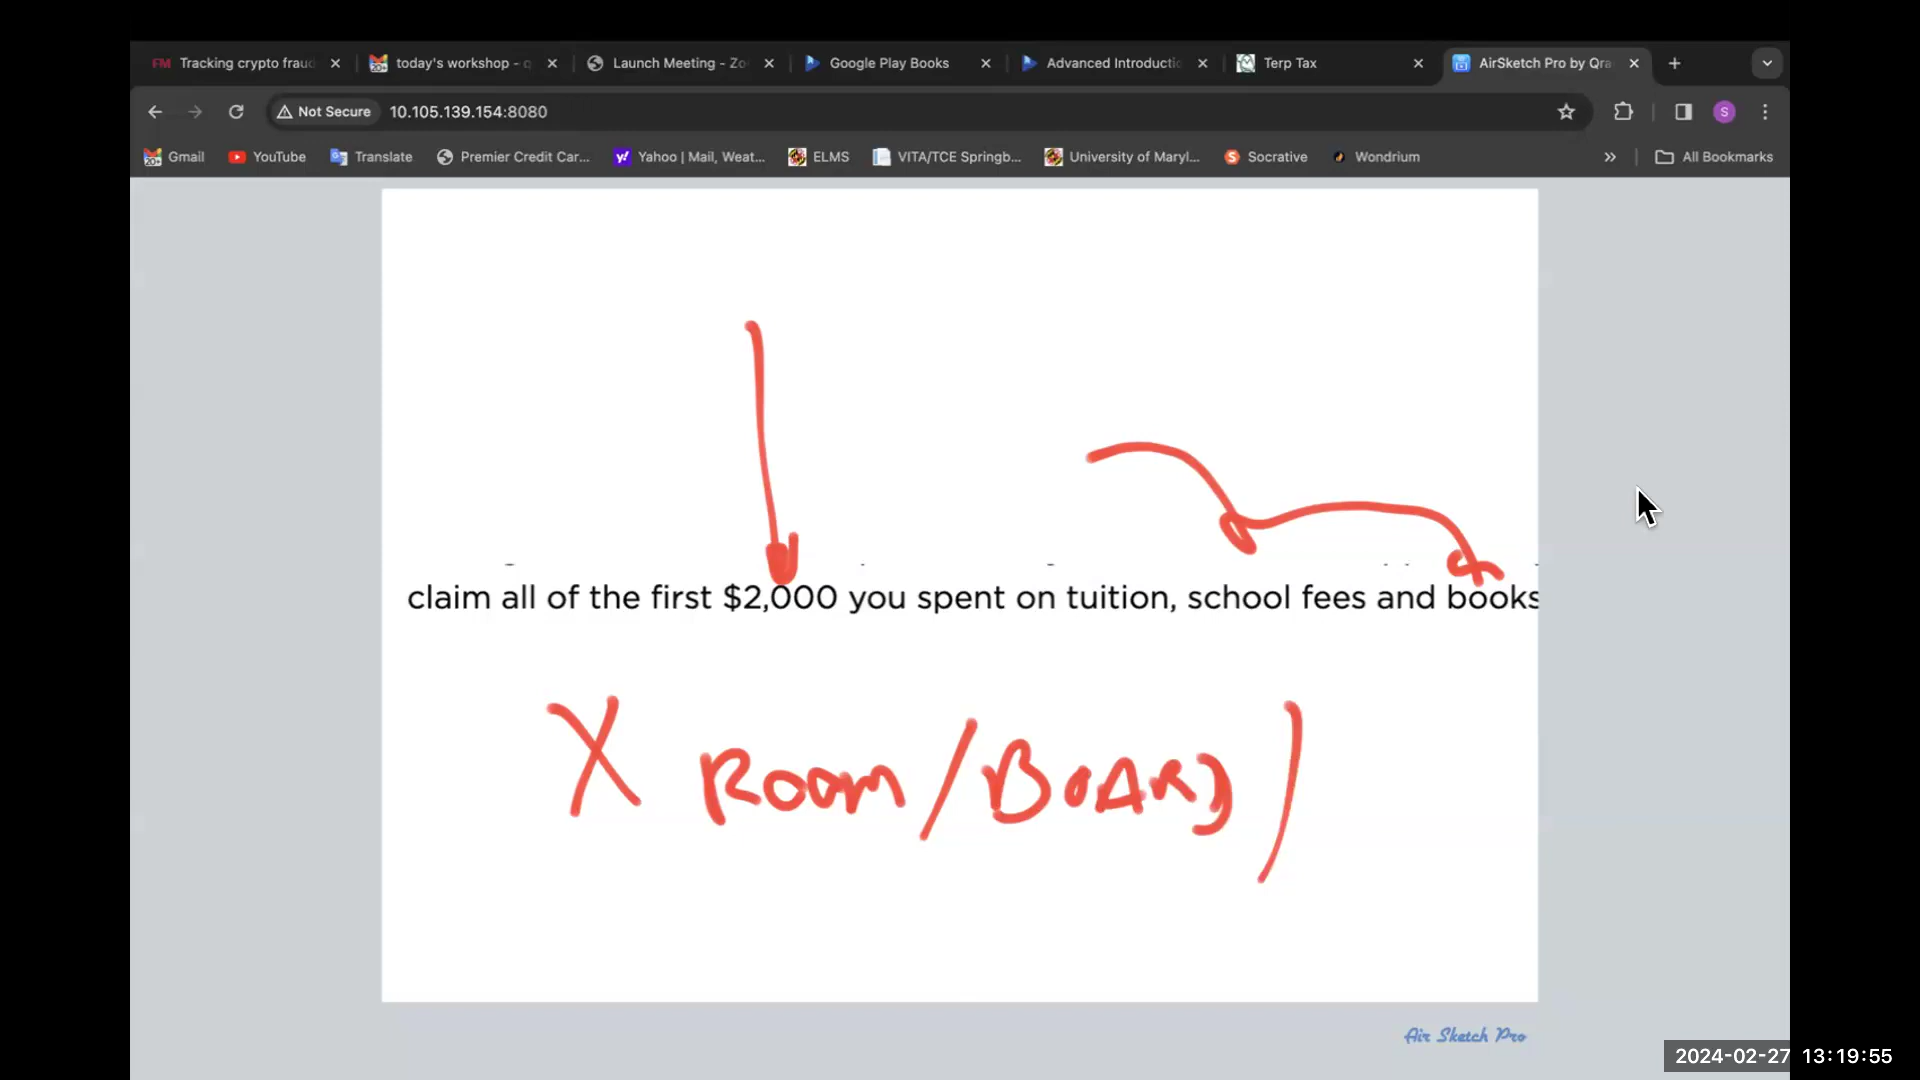 FM Tracking crypto fraud
today's workshop - q
Launch Meeting - Zo
Google Play Books
Advanced Introductio
Terp Tax
AirSketch Pro by Qra
Not Secure 10.105.139.154:8080
S
Gmail
YouTube
Translate
Premier Credit Car...
Yahoo | Mail, Weat...
ELMS
VITA/TCE Springb...
University of Maryl...
Socrative
Wondrium
All Bookmarks
claim all of the first $2,000 you spent on tuition, school fees and books
X ROOM/BOARD)
Air Sketch Pro
2024-02-27 13:19:55